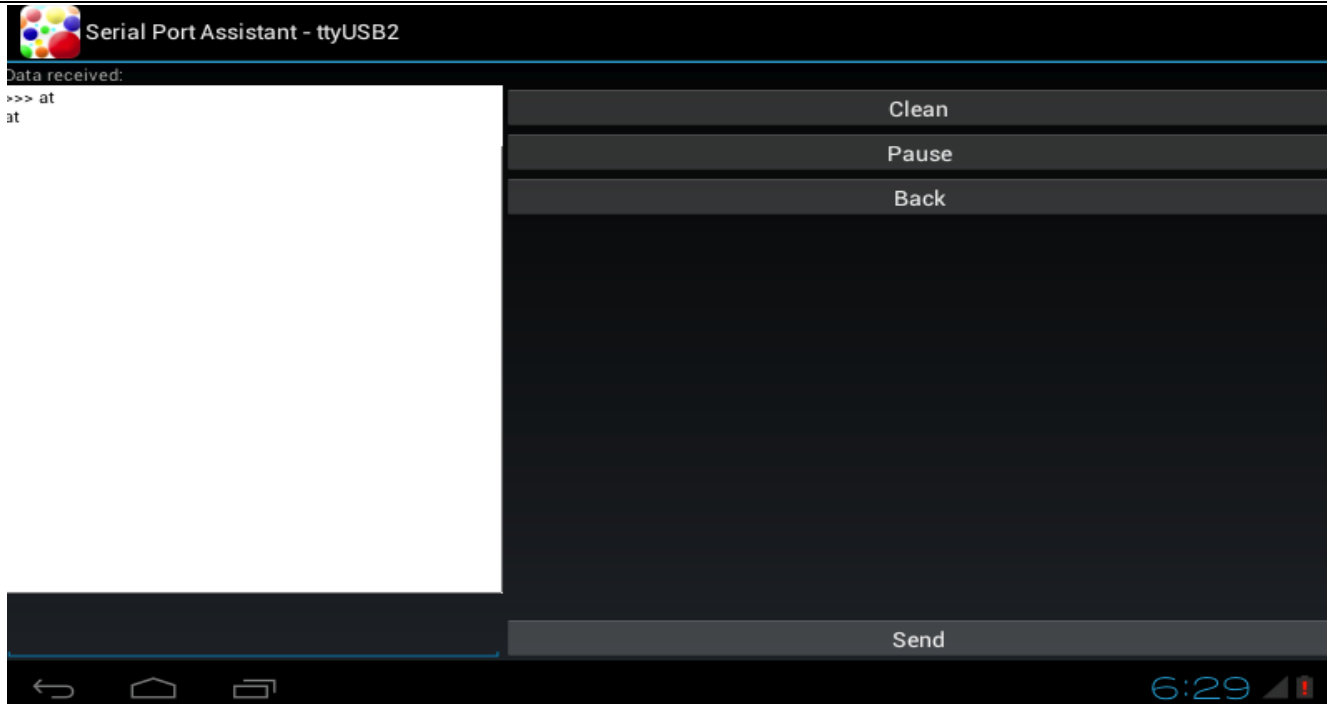 Serial Port Assistant - ttyUSB2
Data received:
>>> at
at
Clean
Pause
Back
Send
6:29